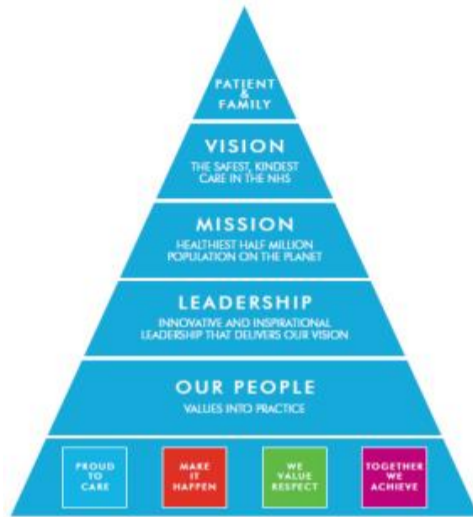 PATIENT
&
FAMILY
VISION
THE SAFEST, KINDEST
CARE IN THE NHS
MISSION
HEALTHIEST HALF MILLION
POPULATION ON THE PLANET
LEADERSHIP
INNOVATIVE AND INSPIRATIONAL
LEADERSHIP THAT DELIVERS OUR VISION
OUR PEOPLE
VALUES INTO PRACTICE
PROUD
TO
CARE
MAKE
IT
HAPPEN
WE
VALUE
RESPECT
TOGETHER
WE
ACHIEVE